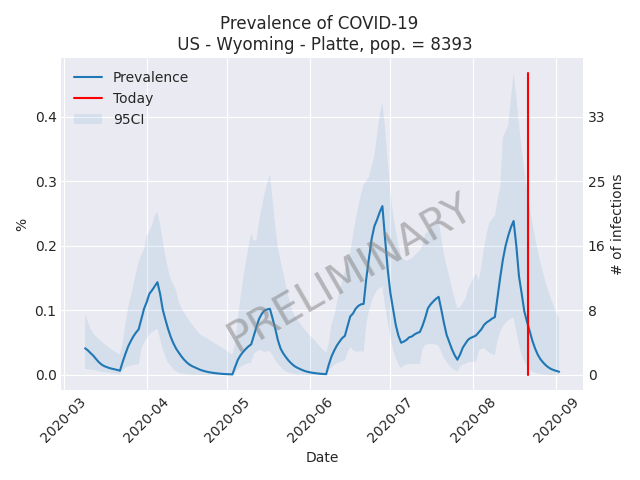 Prevalence of COVID-19
US - Wyoming - Platte, pop. = 8393
Prevalence
Today
95CI
0.4
0.3
0.2
0.1
0.0
%
33
25
16
8
0
# of infections
PRELIMINARY
2020-03
2020-04
2020-05
2020-06
2020-07
2020-08
2020-09
Date